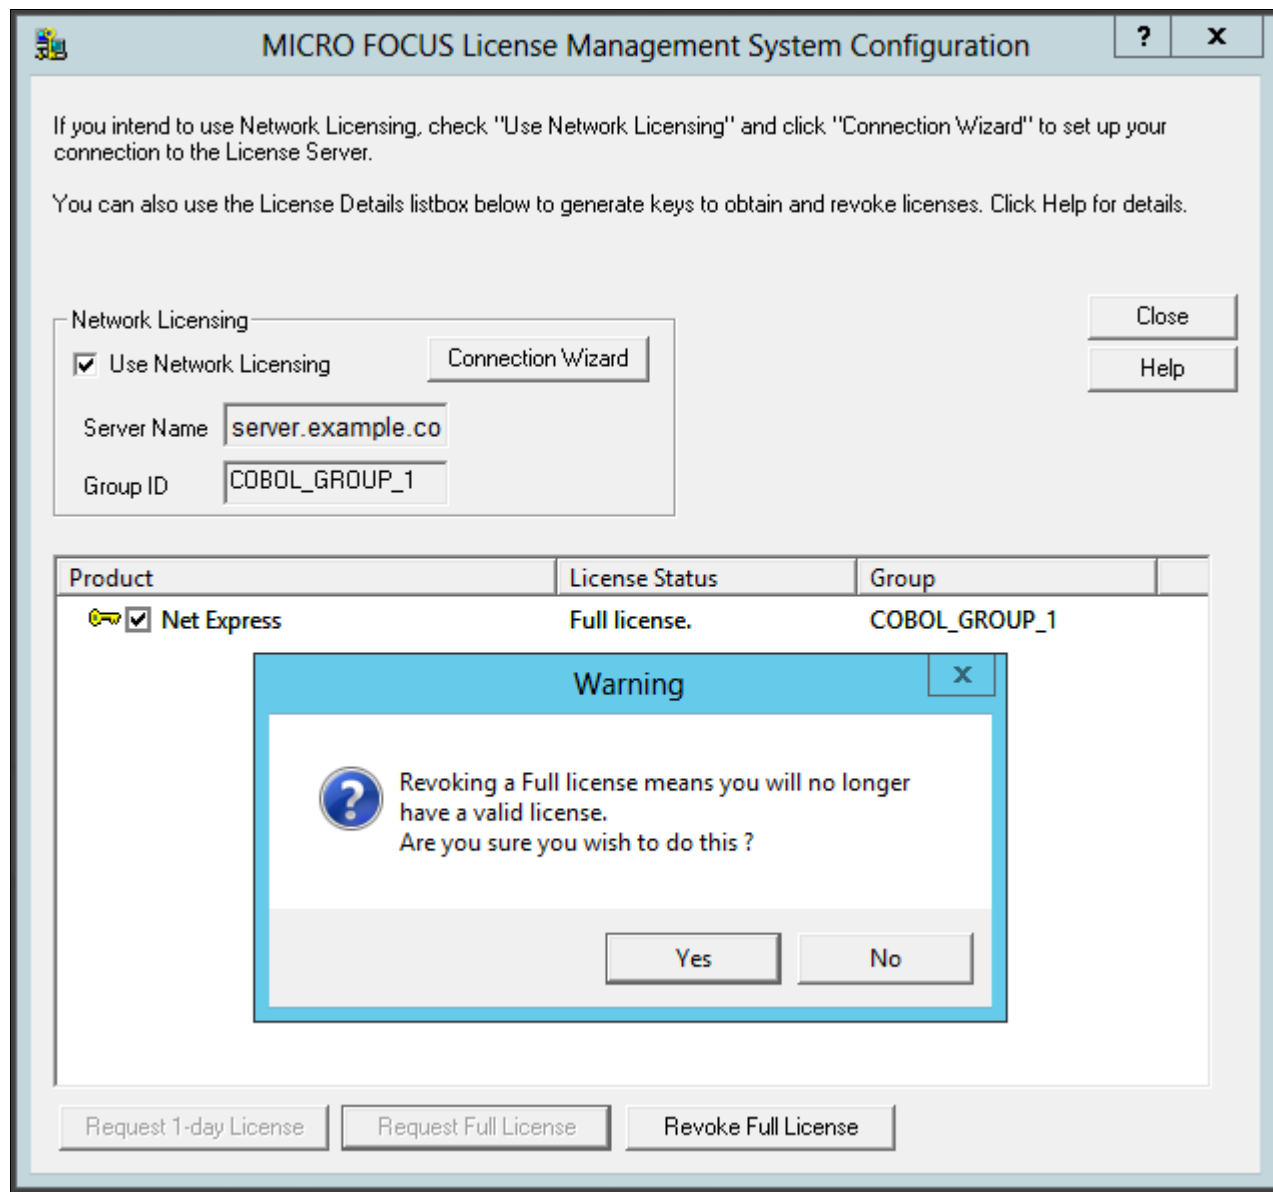 MICRO FOCUS License Management System Configuration
? x
If you intend to use Network Licensing, check "Use Network Licensing" and click "Connection Wizard" to set up your
connection to the License Server.
You can also use the License Details listbox below to generate keys to obtain and revoke licenses. Click Help for details.
Network Licensing
Close
Use Network Licensing
Connection Wizard
Help
Server Name server.example.co
Group ID COBOL_GROUP_1
Product License Status Group
Net Express Full license. COBOL_GROUP_1
Warning x
Revoking a Full license means you will no longer
have a valid license.
Are you sure you wish to do this ?
Yes No
Request 1-day License Request Full License Revoke Full License